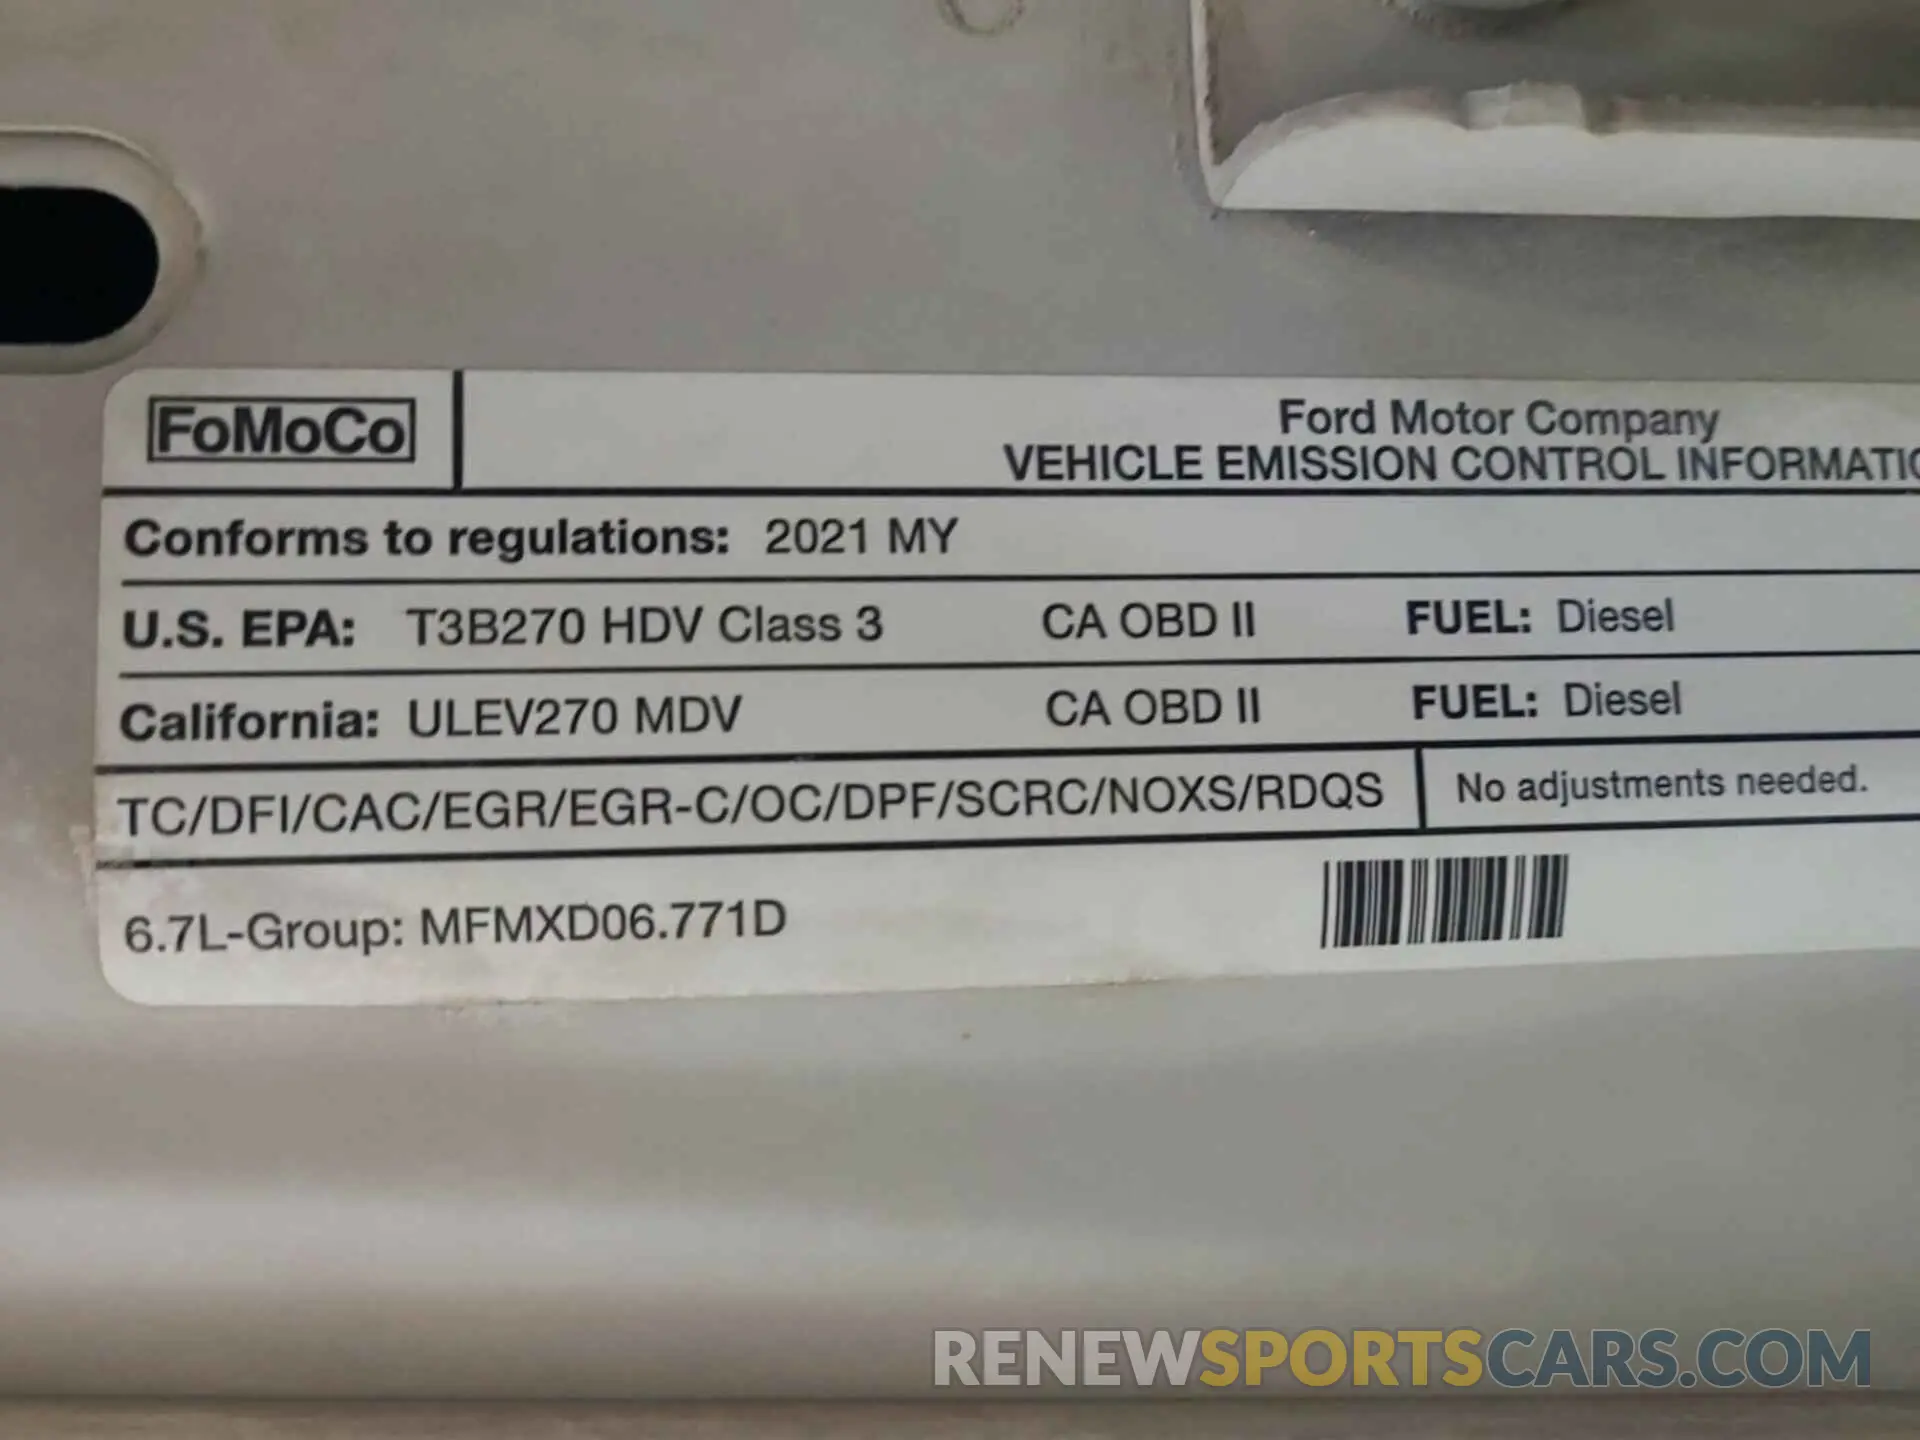 FoMoCo
Ford Motor Company
VEHICLE EMISSION CONTROL INFORMATIO
Conforms to regulations: 2021 MY
U.S. EPA: T3B270 HDV Class 3 CA OBD II FUEL: Diesel
California: ULEV270 MDV CA OBD II FUEL: Diesel
TC/DFI/CAC/EGR/EGR-C/OC/DPF/SCRC/NOXS/RDQS No adjustments needed.
6.7L-Group: MFMXD06.771D
RENEWSPORTSCARS.COM